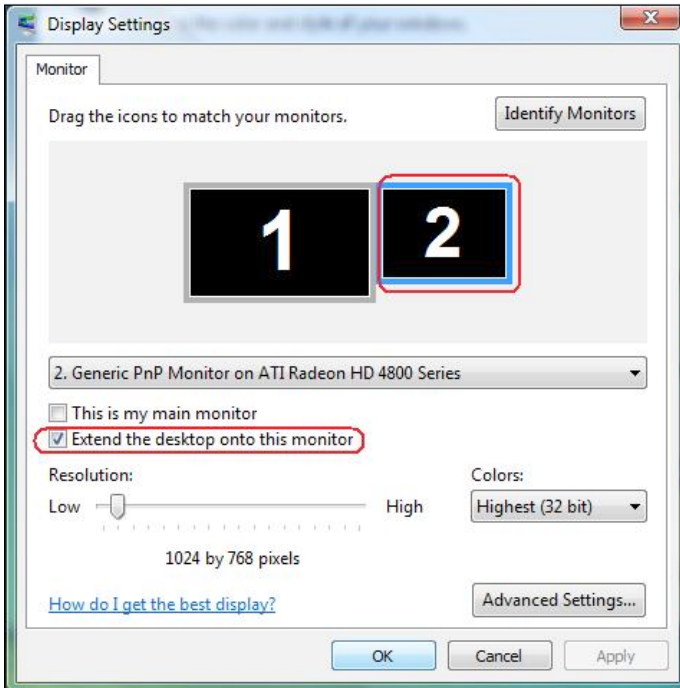 Display Settings
Monitor
Drag the icons to match your monitors.
Identify Monitors
1
2
2. Generic PnP Monitor on ATI Radeon HD 4800 Series
This is my main monitor
Extend the desktop onto this monitor
Resolution:
Colors:
Low
High
Highest (32 bit)
1024 by 768 pixels
How do I get the best display?
Advanced Settings...
OK
Cancel
Apply